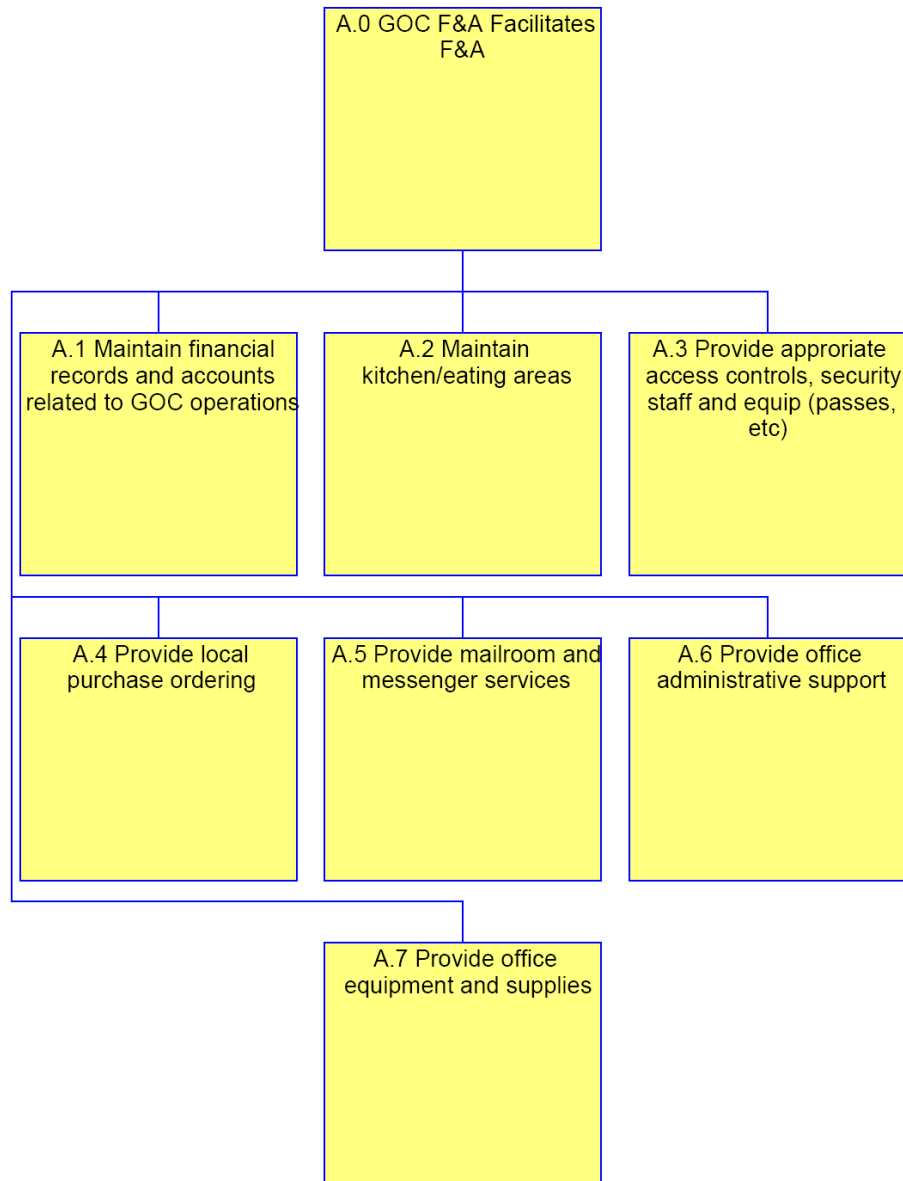 A.0 GOC F&A Facilitates
F&A
A.1 Maintain financial
records and accounts
related to GOC operations
A.2 Maintain
kitchen/eating areas
A.3 Provide approriate
access controls, security
staff and equip (passes,
etc)
A.4 Provide local
purchase ordering
A.5 Provide mailroom and
messenger services
A.6 Provide office
administrative support
A.7 Provide office
equipment and supplies